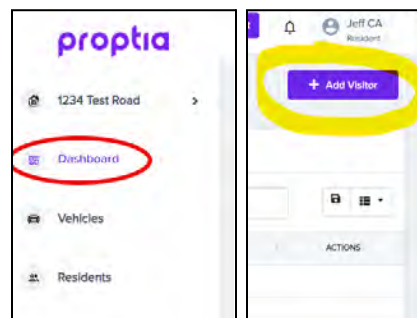 proptia
1234 Test Road
Dashboard
Vehicles
Residents
Jeff CA
Resident
+ Add Visitor
ACTIONS